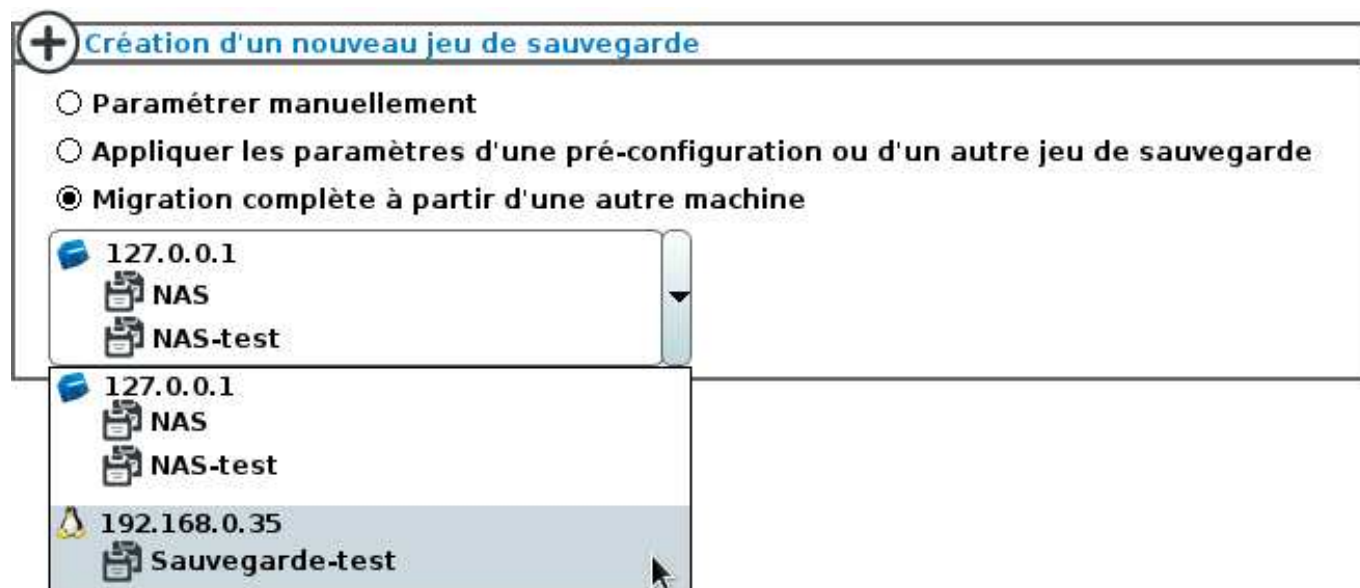 Création d'un nouveau jeu de sauvegarde
Paramétrer manuellement
Appliquer les paramètres d'une pré-configuration ou d'un autre jeu de sauvegarde
Migration complète à partir d'une autre machine
127.0.0.1
NAS
NAS-test
127.0.0.1
NAS
NAS-test
192.168.0.35
Sauvegarde-test